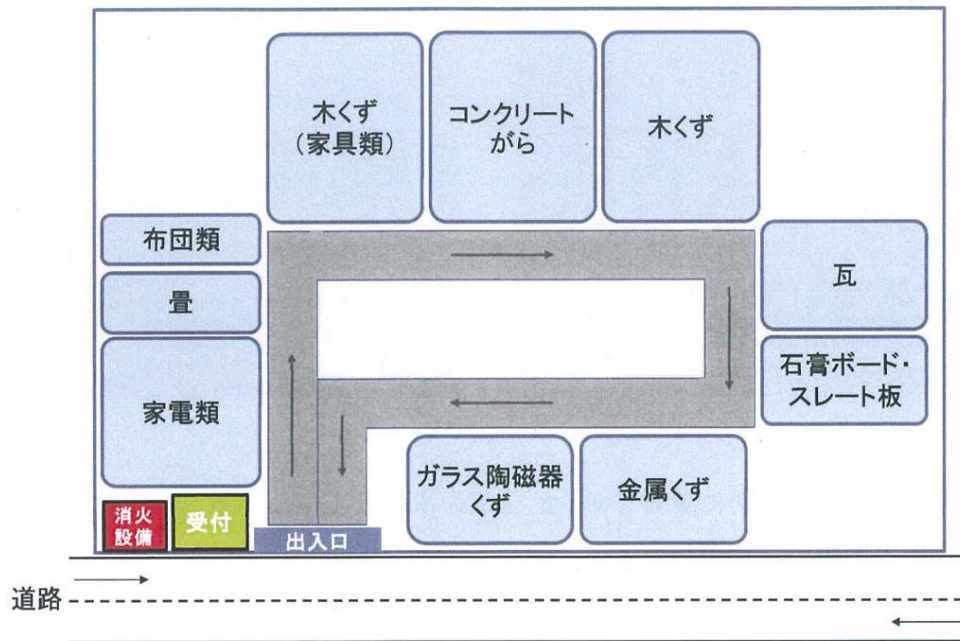 木くず
（家具類）
コンクリート
がら
木くず
布団類
畳
家電類
瓦
石膏ボード・
スレート板
ガラス陶磁器
くず
金属くず
消火
設備
受付
出入口
道路